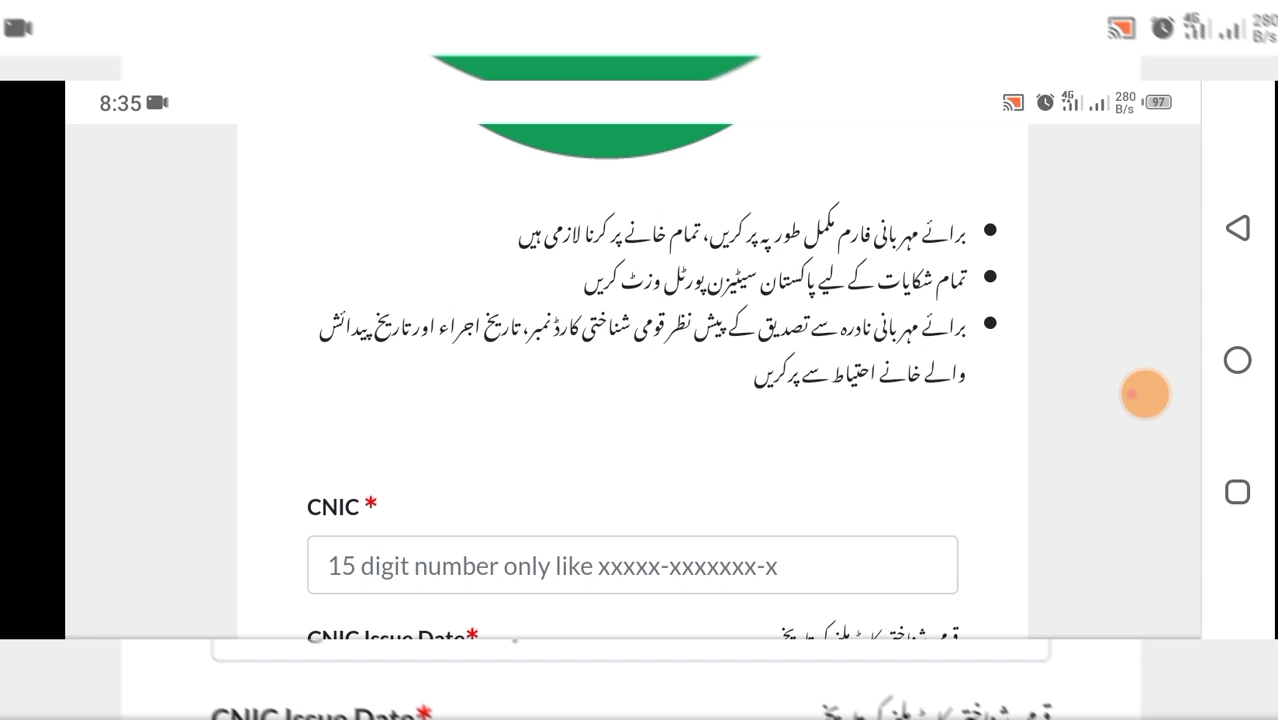 280
B/s
8:35
4G
280
B/s
97
برائے مہربانی فارم مکمل طور پہ پر کریں، تمام خانے پر کرنا لازمی ہیں
تمام شکایات کے لیے پاکستان سیٹیزن پورٹل وزٹ کریں
برائے مہربانی نادرہ سے تصدیق کے پیش نظر قومی شناختی کارڈ نمبر، تاریخ اجراء اور تاریخ پیدائش
والے خانے احتیاط سے پر کریں
CNIC *
15 digit number only like xxxxx-xxxxxxx-x
CNIC Issue Date*
CNIC Issue Date*